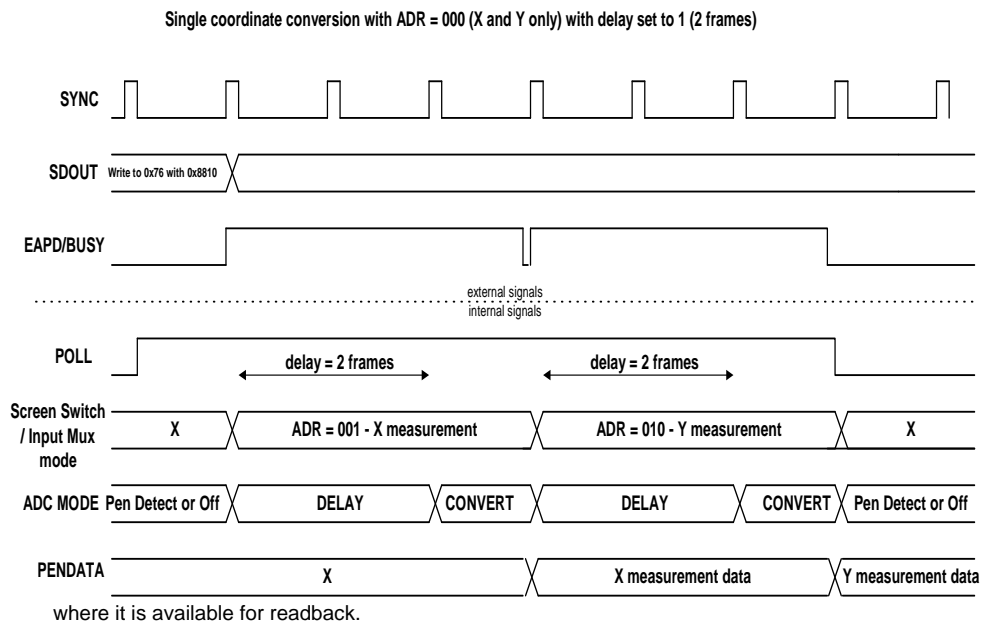 Single coordinate conversion with ADR = 000 (X and Y only) with delay set to 1 (2 frames)
SYNC
SDOUT Write to 0x76 with 0x8810
EAPD/BUSY
external signals
internal signals
POLL
delay = 2 frames delay = 2 frames
Screen Switch
/ Input Mux
mode
X ADR = 001 - X measurement ADR = 010 - Y measurement X
ADC MODE Pen Detect or Off DELAY CONVERT DELAY CONVERT Pen Detect or Off
PENDATA X X measurement data Y measurement data
where it is available for readback.